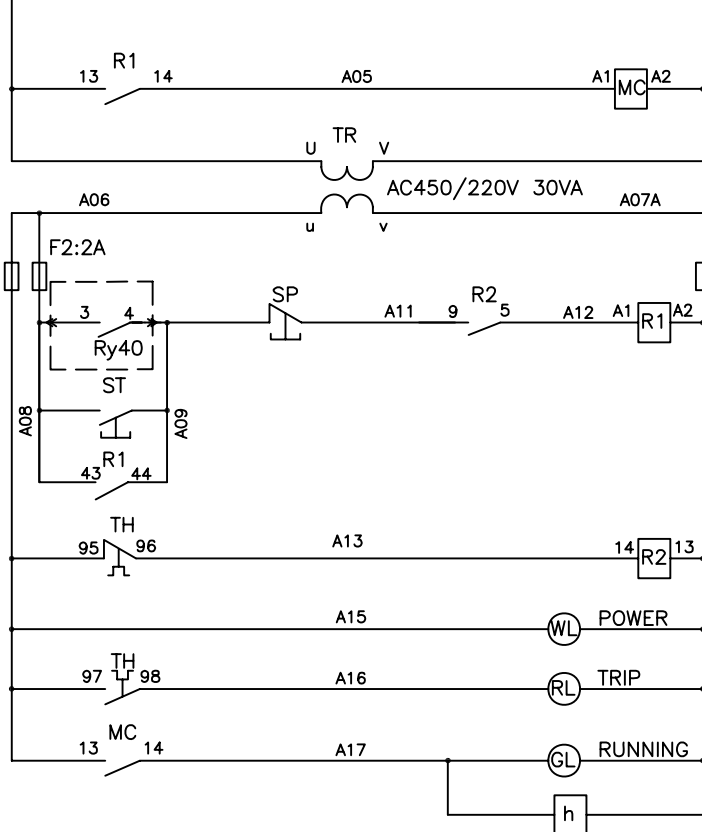 R1
13 14 A05 A1 MC A2
TR
U V
AC450/220V 30VA
A06 A07A
u v
F2:2A
SP R2
3 4 A11 9 5 A12 A1 R1 A2
Ry40
ST
A08 A09
R1
43 44
TH
95 96 A13 14 R2 13
A15 WL POWER
TH
97 98 A16 RL TRIP
MC
13 14 A17 GL RUNNING
h